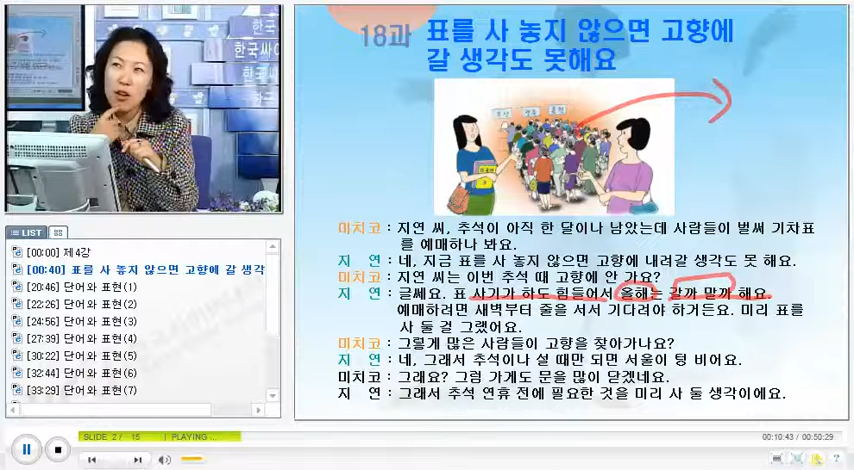 한국
한국싸이
한국
18과 표를 사 놓지 않으면 고향에
갈 생각도 못해요
미치코 : 지연 씨, 추석이 아직 한 달이나 남았는데 사람들이 벌써 기차표
를 예매하나 봐요.
지 연 : 네, 지금 표를 사 놓지 않으면 고향에 내려갈 생각도 못 해요.
미치코 : 지연 씨는 이번 추석 때 고향에 안 가요?
지 연 : 글쎄요. 표 사기가 하도 힘들어서 올해는 갈까 말까 해요.
예매하려면 새벽부터 줄을 서서 기다려야 하거든요. 미리 표를
사 둘 걸 그랬어요.
미치코 : 그렇게 많은 사람들이 고향을 찾아가나요?
지 연 : 네, 그래서 추석이나 설 때만 되면 서울이 텅 비어요.
미치코 : 그래요? 그럼 가게도 문을 많이 닫겠네요.
지 연 : 그래서 추석 연휴 전에 필요한 것을 미리 사 둘 생각이에요.
LIST
[00:00] 제4강
[00:40] 표를 사 놓지 않으면 고향에 갈 생각
[20:46] 단어와 표현(1)
[22:26] 단어와 표현(2)
[24:56] 단어와 표현(3)
[27:39] 단어와 표현(4)
[30:22] 단어와 표현(5)
[32:44] 단어와 표현(6)
[33:29] 단어와 표현(7)
SLIDE 2 / 15 | PLAYING ...
00:10:43 / 00:50:29